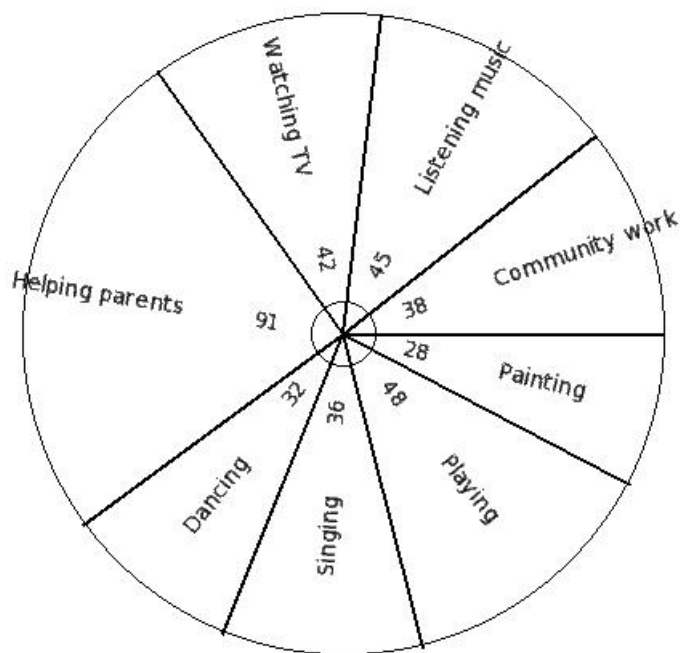 Watching TV
42
Listening music
45
Community work
38
Painting
28
Playing
48
Singing
36
Dancing
32
Helping parents
91